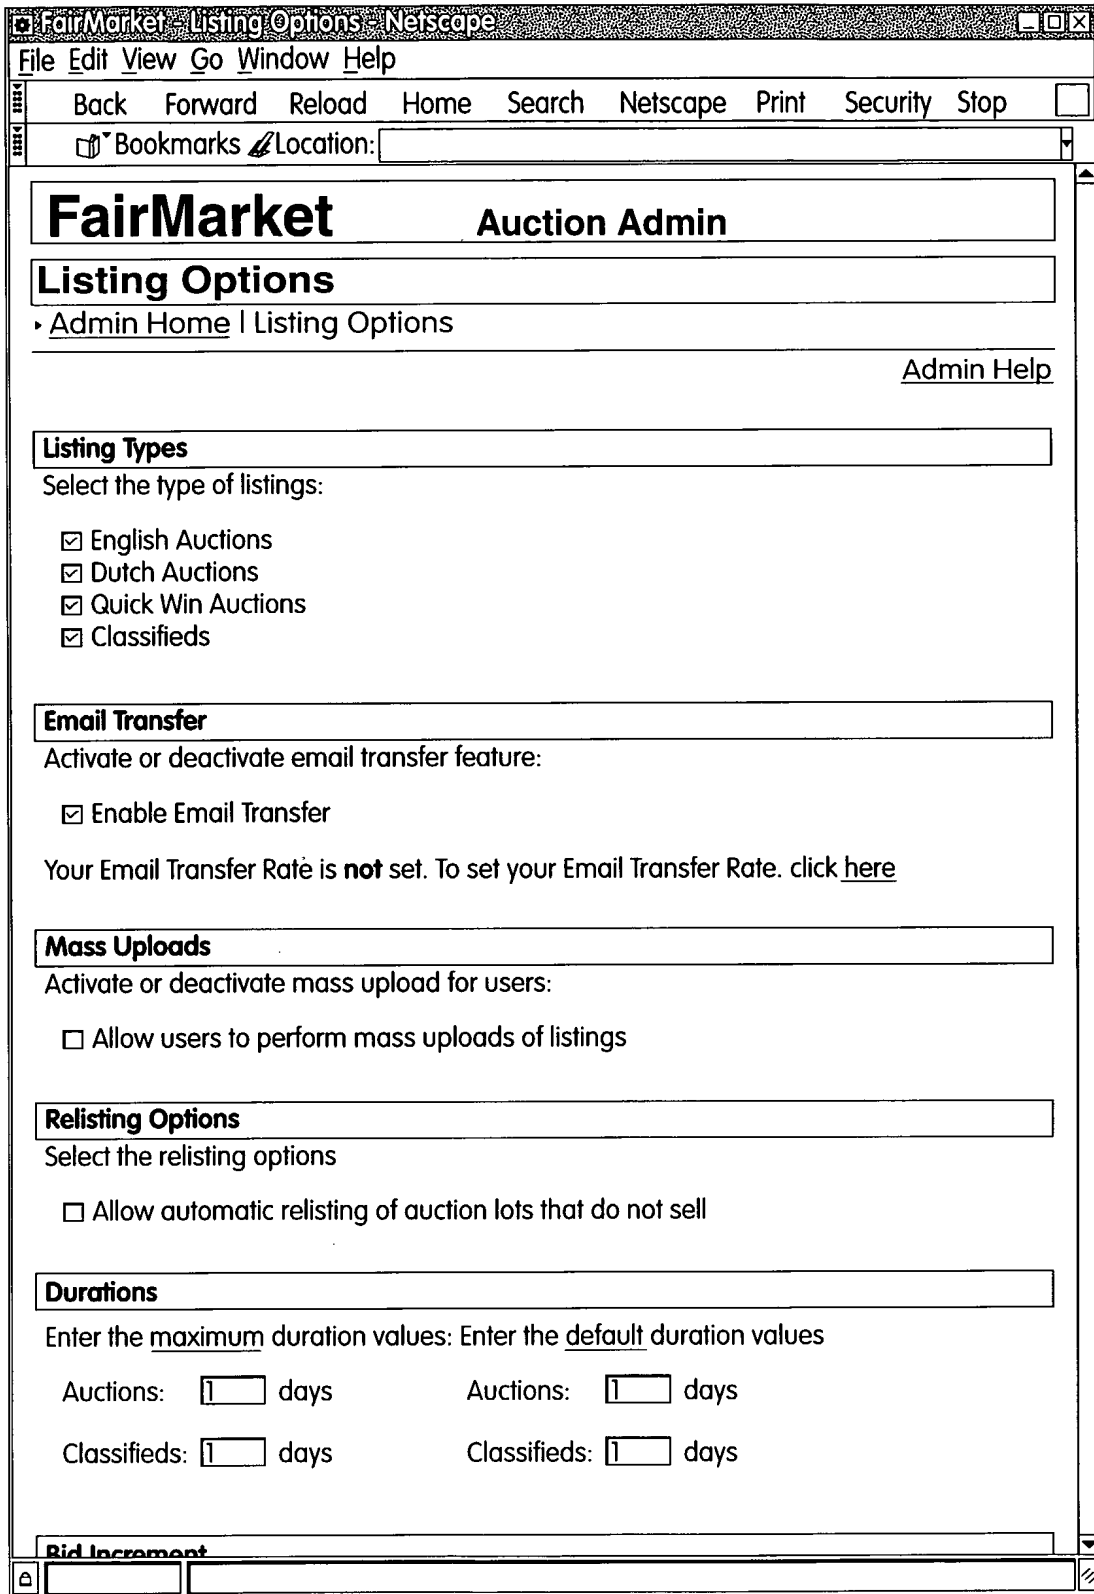 FairMarket - Listing Options - Netscape
File Edit View Go Window Help
Back Forward Reload Home Search Netscape Print Security Stop
Bookmarks Location:
FairMarket Auction Admin
Listing Options
Admin Home | Listing Options
Admin Help
Listing Types
Select the type of listings:
English Auctions
Dutch Auctions
Quick Win Auctions
Classifieds
Email Transfer
Activate or deactivate email transfer feature:
Enable Email Transfer
Your Email Transfer Rate is not set. To set your Email Transfer Rate. click here
Mass Uploads
Activate or deactivate mass upload for users:
Allow users to perform mass uploads of listings
Relisting Options
Select the relisting options
Allow automatic relisting of auction lots that do not sell
Durations
Enter the maximum duration values: Enter the default duration values
Auctions: 1 days Auctions: 1 days
Classifieds: 1 days Classifieds: 1 days
Bid Increment